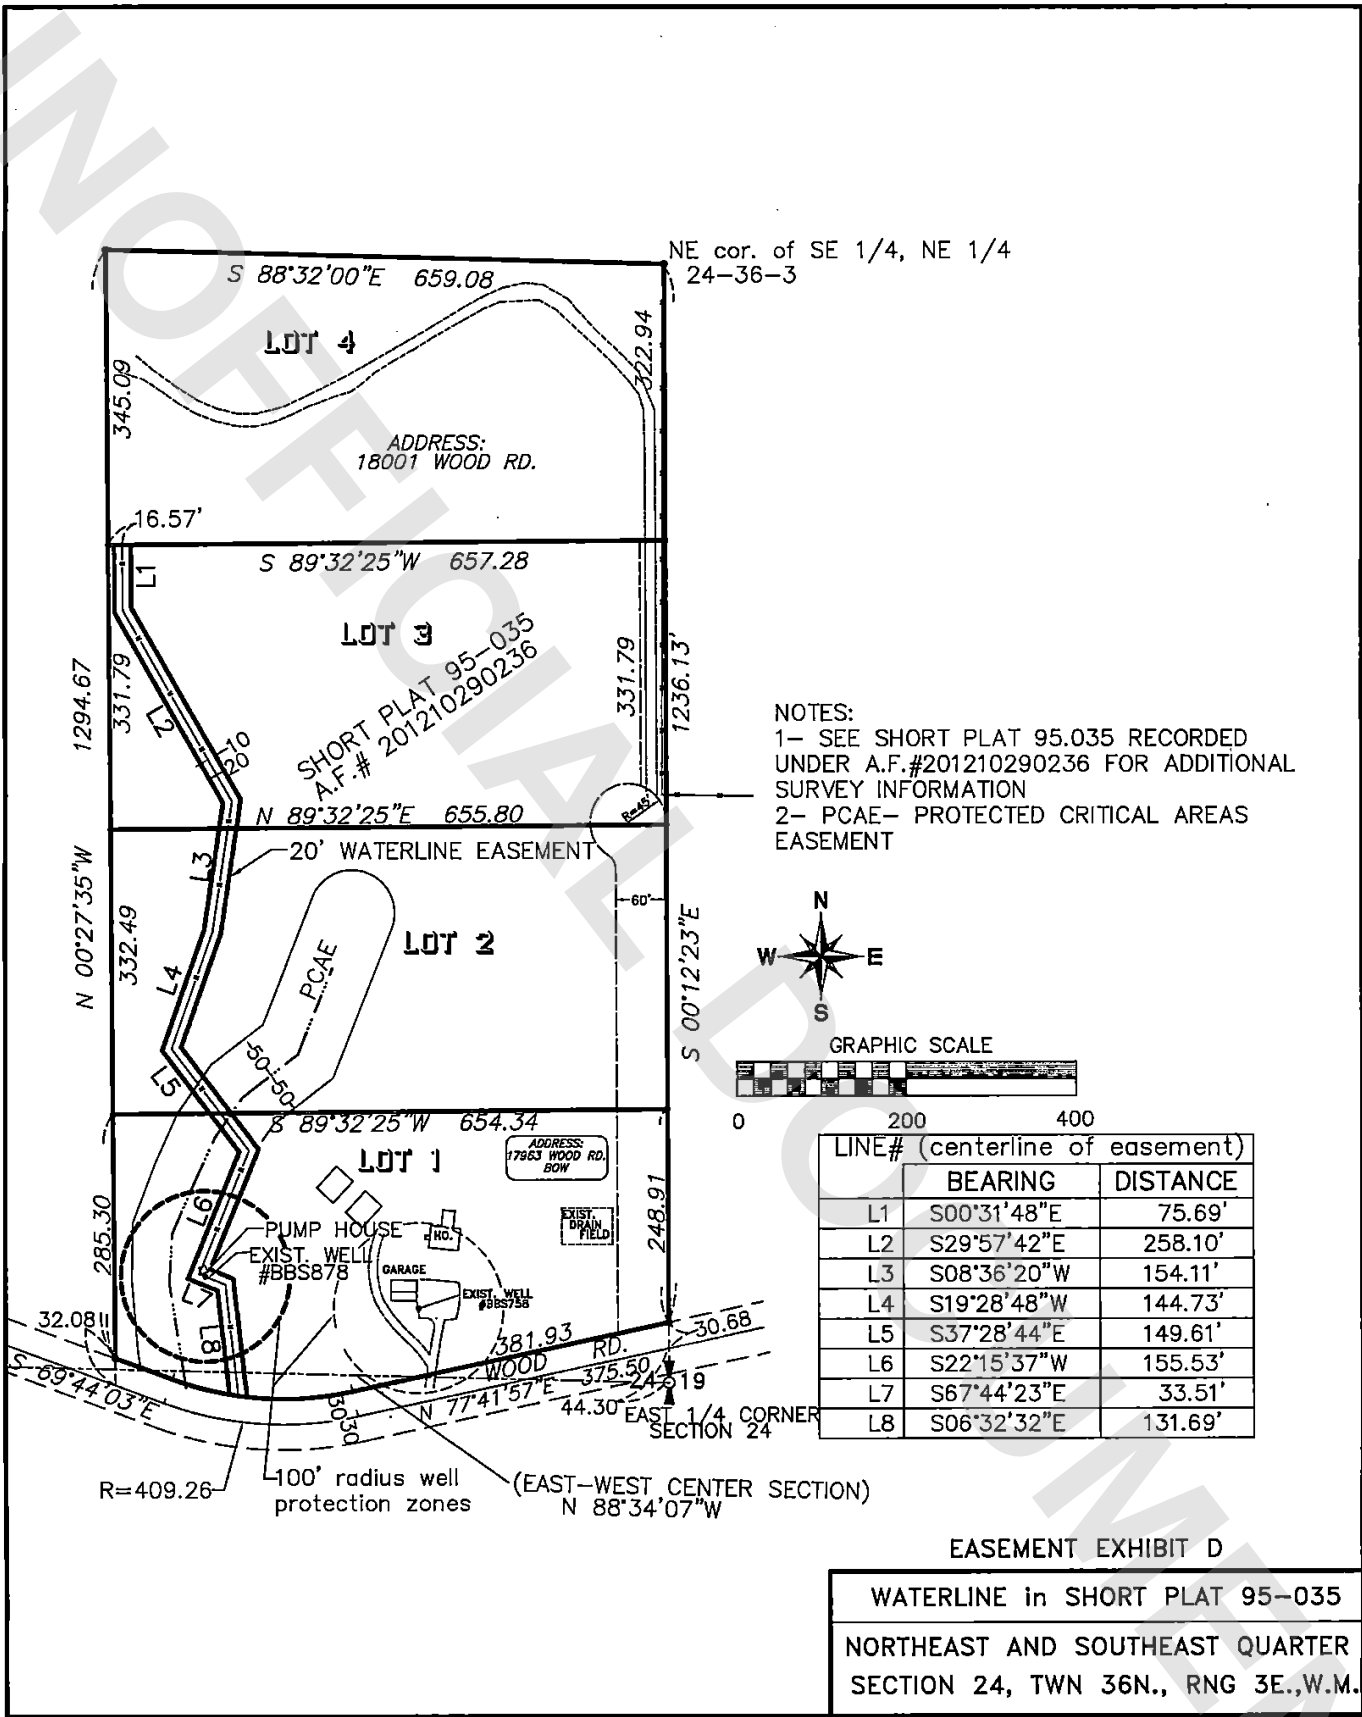 UNOFFICIAL DOCUMENT
NE cor. of SE 1/4, NE 1/4
24-36-3
S 88°32'00"E 659.08
LOT 4
345.09
322.94
ADDRESS:
18001 WOOD RD.
16.57'
L1
S 89°32'25"W 657.28
LOT 3
SHORT PLAT 95-035
A.F.# 201210290236
1294.67
331.79
L2
10
20
331.79
1236.13'
R=45'
N 89°32'25"E 655.80
NOTES:
1- SEE SHORT PLAT 95.035 RECORDED
UNDER A.F.#201210290236 FOR ADDITIONAL
SURVEY INFORMATION
2- PCAE- PROTECTED CRITICAL AREAS
EASEMENT
20' WATERLINE EASEMENT
L3
N 00°27'35"W
332.49
L4
PCAE
LOT 2
60'
S 00°12'23"E
N
W E
S
GRAPHIC SCALE
0 200 400
50 50
L5
S 89°32'25"W 654.34
LOT 1
ADDRESS:
17963 WOOD RD.
BOW
285.30
248.91
L6
PUMP HOUSE
EXIST. WELL
#BBS878
HO.
EXIST.
DRAIN
FIELD
GARAGE
EXIST. WELL
#BBS758
L7
L8
32.08
381.93
30.68
WOOD RD.
S 69°44'03"E
N 77°41'57"E 375.50
24 19
44.30
EAST 1/4 CORNER
SECTION 24
30 30
R=409.26
100' radius well
protection zones
(EAST-WEST CENTER SECTION)
N 88°34'07"W
LINE# (centerline of easement)
BEARING DISTANCE
L1 S00°31'48"E 75.69'
L2 S29°57'42"E 258.10'
L3 S08°36'20"W 154.11'
L4 S19°28'48"W 144.73'
L5 S37°28'44"E 149.61'
L6 S22°15'37"W 155.53'
L7 S67°44'23"E 33.51'
L8 S06°32'32"E 131.69'
EASEMENT EXHIBIT D
WATERLINE in SHORT PLAT 95-035
NORTHEAST AND SOUTHEAST QUARTER
SECTION 24, TWN 36N., RNG 3E.,W.M.